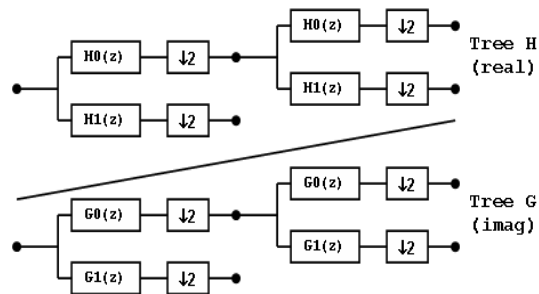 H0(z) ↓2
Tree H
(real)
H0(z) ↓2
H1(z) ↓2
H1(z) ↓2
G0(z) ↓2
Tree G
(imag)
G0(z) ↓2
G1(z) ↓2
G1(z) ↓2